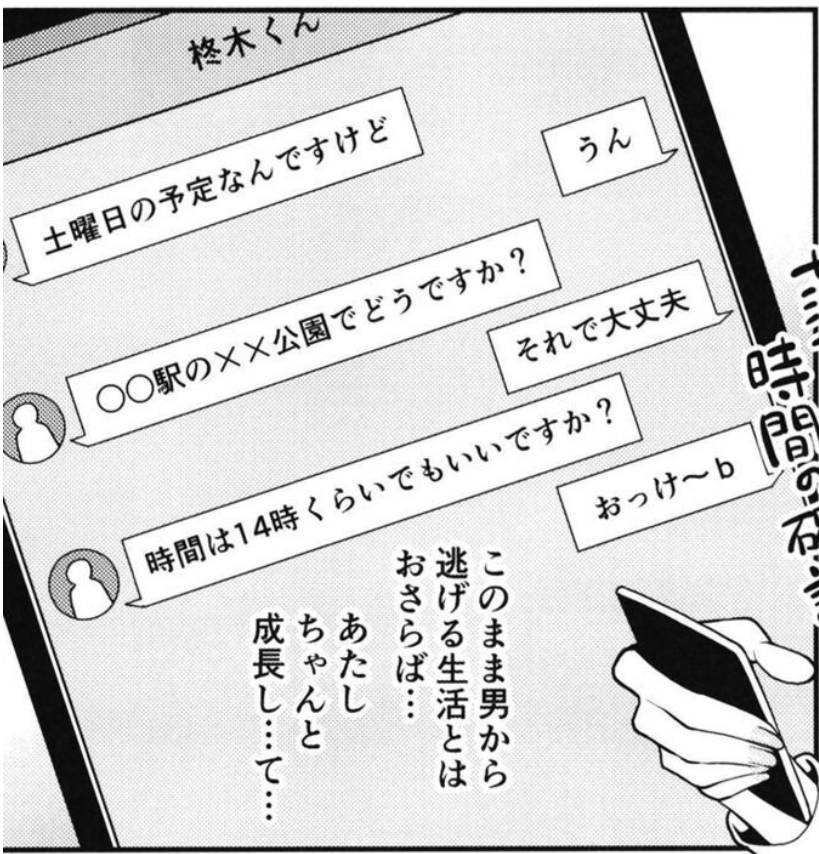 柊木くん
土曜日の予定なんですけど
うん
〇〇駅の××公園でどうですか？
それで大丈夫
時間は14時くらいでもいいですか？
おっけ〜b
時間の
このまま男から
逃げる生活とは
おさらば…
あたし
ちゃんと
成長し…て…